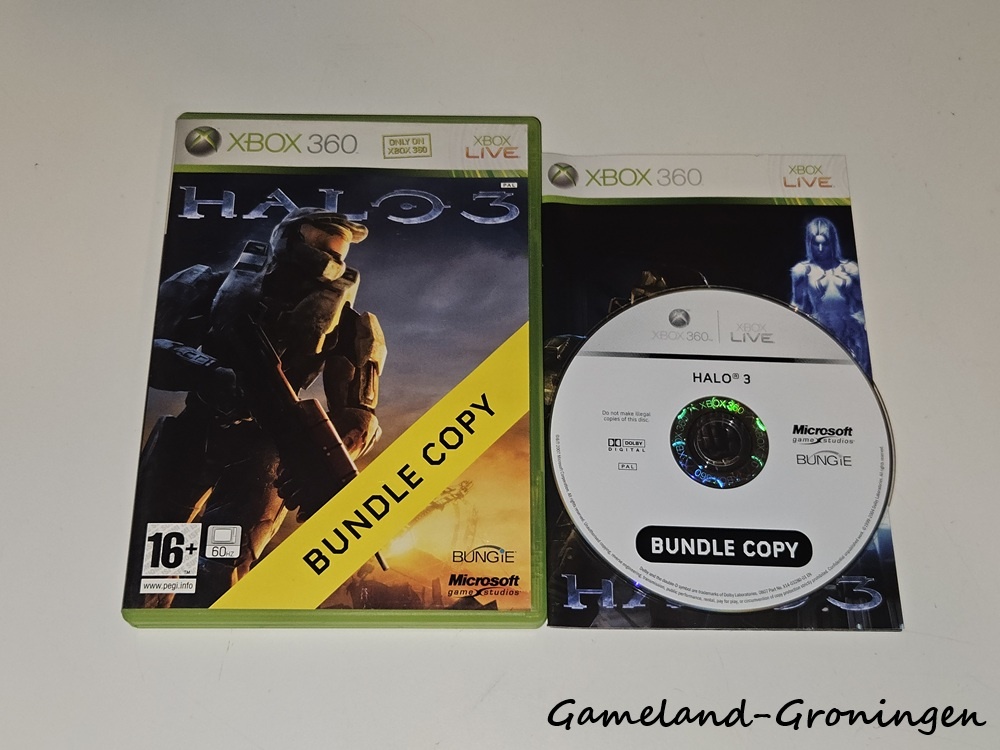 XBOX 360
ONLY ON
XBOX 360
XBOX
LIVE
PAL
HALO 3
BUNDLE COPY
16+
www.pegi.info
60HZ
BUNGiE
Microsoft
game studios
XBOX 360
XBOX
LIVE
XBOX 360
XBOX
LIVE
HALO® 3
Do not make illegal
copies of this disc.
XBOX 360
DOLBY
DIGITAL
PAL
Microsoft
game studios
BUNGiE
BUNDLE COPY
Gameland-Groningen